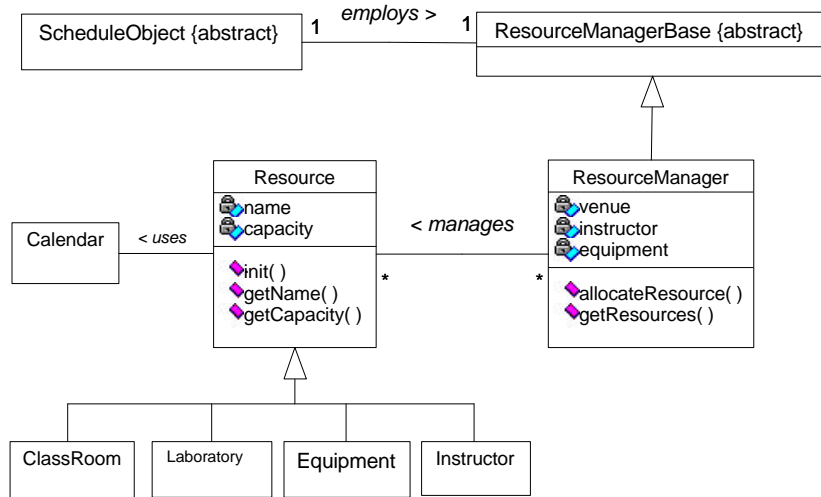 employs >
ScheduleObject {abstract}
1
1
ResourceManagerBase {abstract}
Resource
name
capacity
init( )
getName( )
getCapacity( )
ResourceManager
venue
instructor
equipment
allocateResource( )
getResources( )
Calendar
< uses
< manages
*
*
ClassRoom
Laboratory
Equipment
Instructor